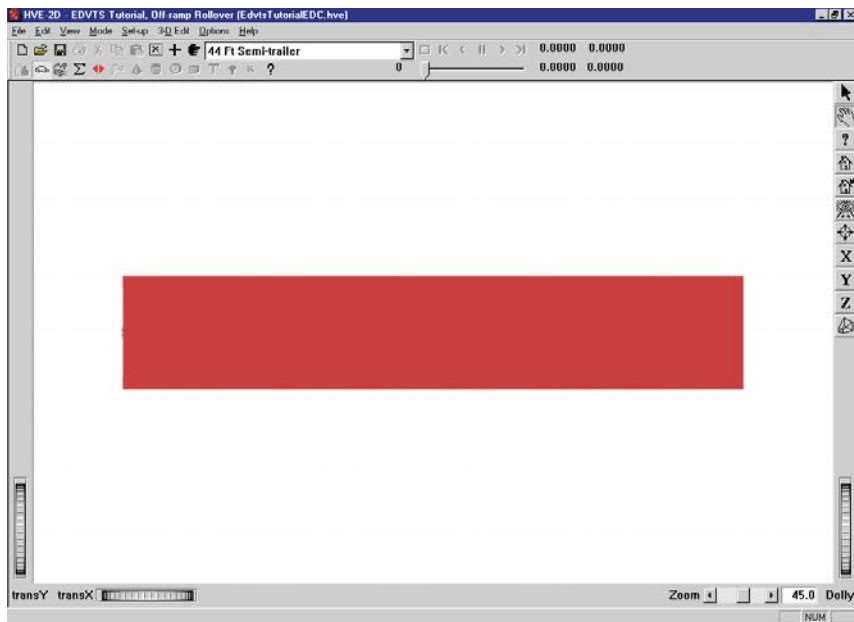 HVE-2D - EDVTS Tutorial, Off-ramp Rollover (EdvtsTutorialEDC.hve)
File Edit View Mode Set-up 3-D Edit Options Help
44 Ft Semi-trailer
0.0000 0.0000
0
0.0000 0.0000
?
X
Y
Z
transY transX
Zoom
45.0
Dolly
NUM